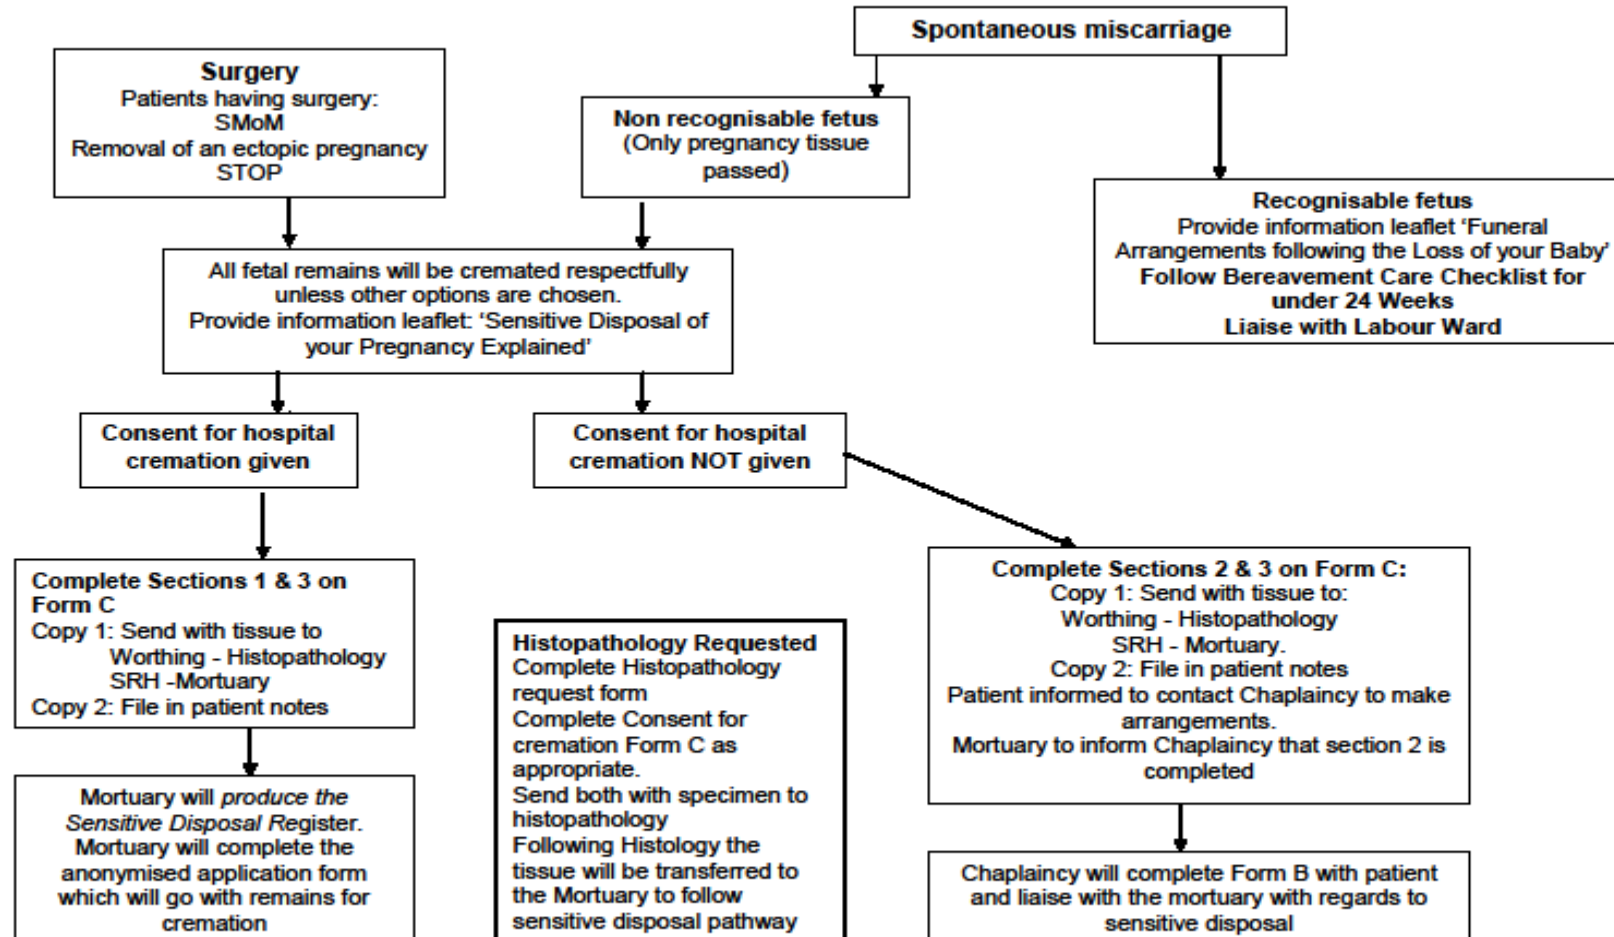 Spontaneous miscarriage
Surgery
Patients having surgery:
SMoM
Removal of an ectopic pregnancy
STOP
Non recognisable fetus
(Only pregnancy tissue
passed)
Recognisable fetus
Provide information leaflet ‘Funeral
Arrangements following the Loss of your Baby’
Follow Bereavement Care Checklist for
under 24 Weeks
Liaise with Labour Ward
All fetal remains will be cremated respectfully
unless other options are chosen.
Provide information leaflet: ‘Sensitive Disposal of
your Pregnancy Explained’
Consent for hospital
cremation given
Consent for hospital
cremation NOT given
Complete Sections 1 & 3 on
Form C
Copy 1: Send with tissue to
Worthing - Histopathology
SRH -Mortuary
Copy 2: File in patient notes
Histopathology Requested
Complete Histopathology
request form
Complete Consent for
cremation Form C as
appropriate.
Send both with specimen to
histopathology
Following Histology the
tissue will be transferred to
the Mortuary to follow
sensitive disposal pathway
Complete Sections 2 & 3 on Form C:
Copy 1: Send with tissue to:
Worthing - Histopathology
SRH - Mortuary.
Copy 2: File in patient notes
Patient informed to contact Chaplaincy to make
arrangements.
Mortuary to inform Chaplaincy that section 2 is
completed
Mortuary will produce the
Sensitive Disposal Register.
Mortuary will complete the
anonymised application form
which will go with remains for
cremation
Chaplaincy will complete Form B with patient
and liaise with the mortuary with regards to
sensitive disposal